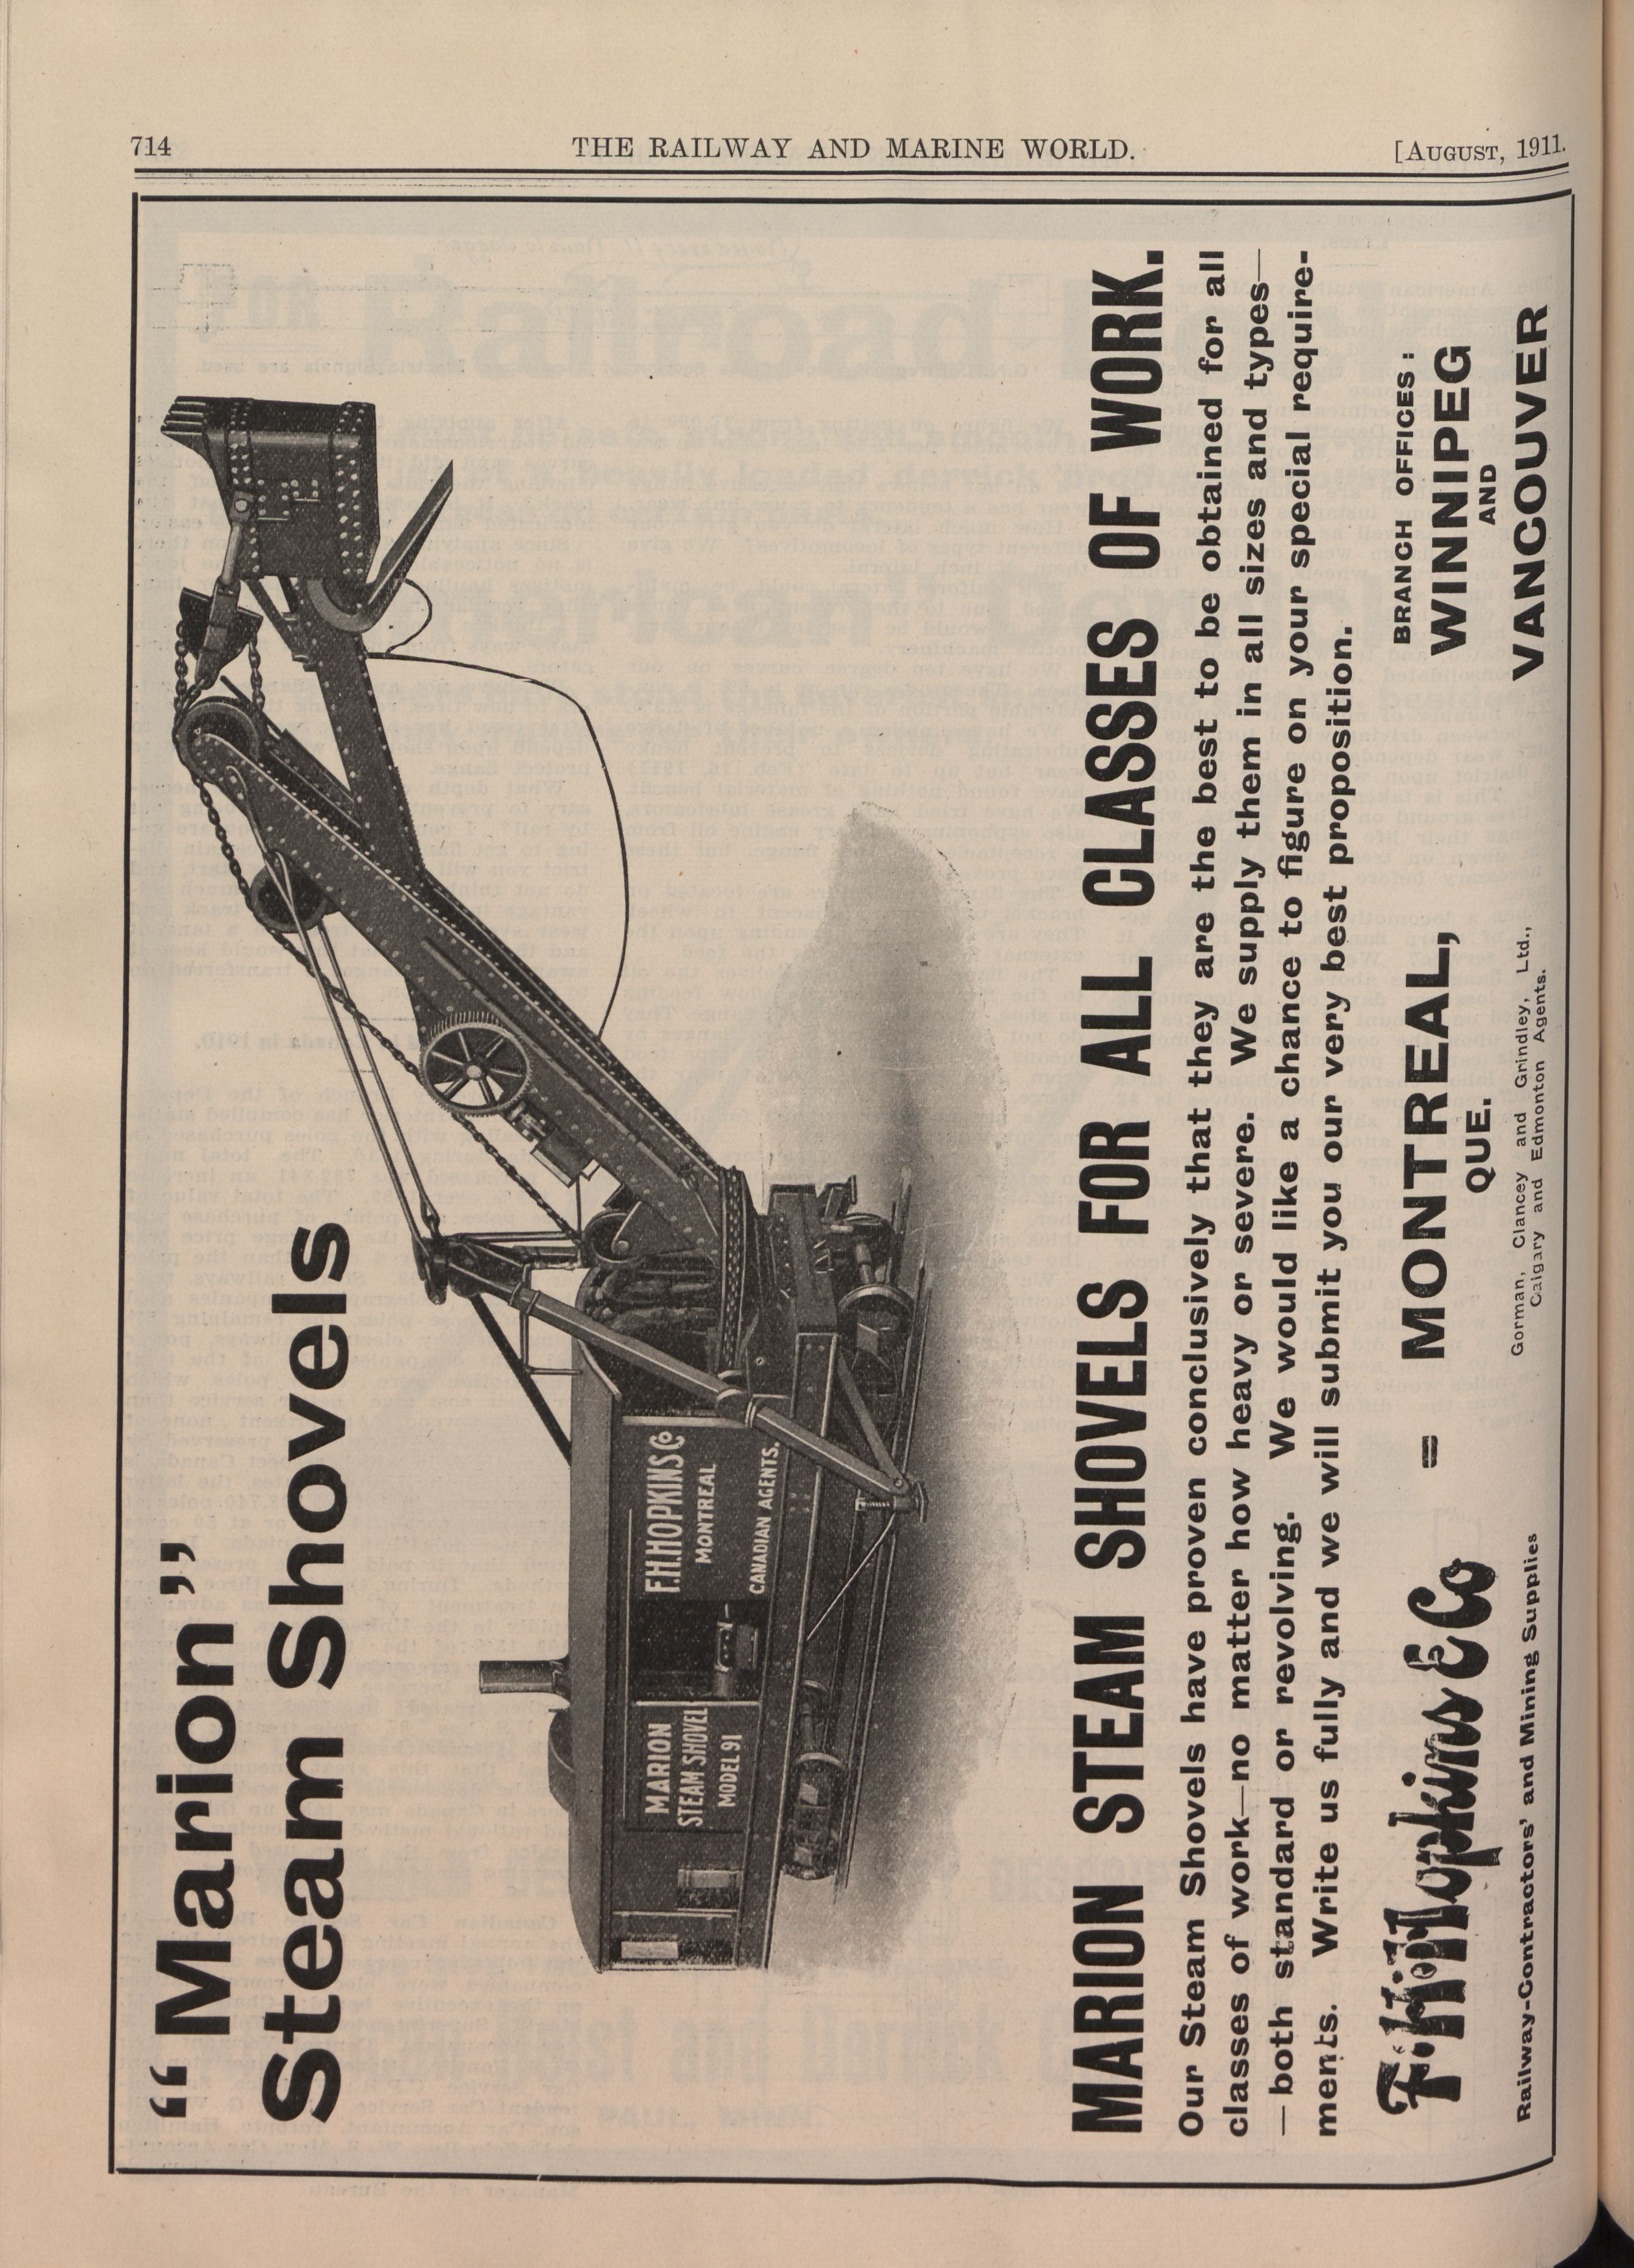 714
THE RAILWAY AND MARINE WORLD.
[AUGUST, 1911.
“Marion”
Steam Shovels
MARION
STEAM SHOVEL
MODEL 91
F.H. HOPKINS & CO
MONTREAL
CANADIAN AGENTS.
MARION STEAM SHOVELS FOR ALL CLASSES OF WORK.
Our Steam Shovels have proven conclusively that they are the best to be obtained for all
classes of work—no matter how heavy or severe. We supply them in all sizes and types—
— both standard or revolving. We would like a chance to figure on your special require-
ments. Write us fully and we will submit you our very best proposition.
F. H. Hopkins & Co
Railway-Contractors' and Mining Supplies
= MONTREAL,
QUE.
Gorman, Clancey and Grindley, Ltd.,
Calgary and Edmonton Agents.
BRANCH OFFICES :
WINNIPEG
AND
VANCOUVER